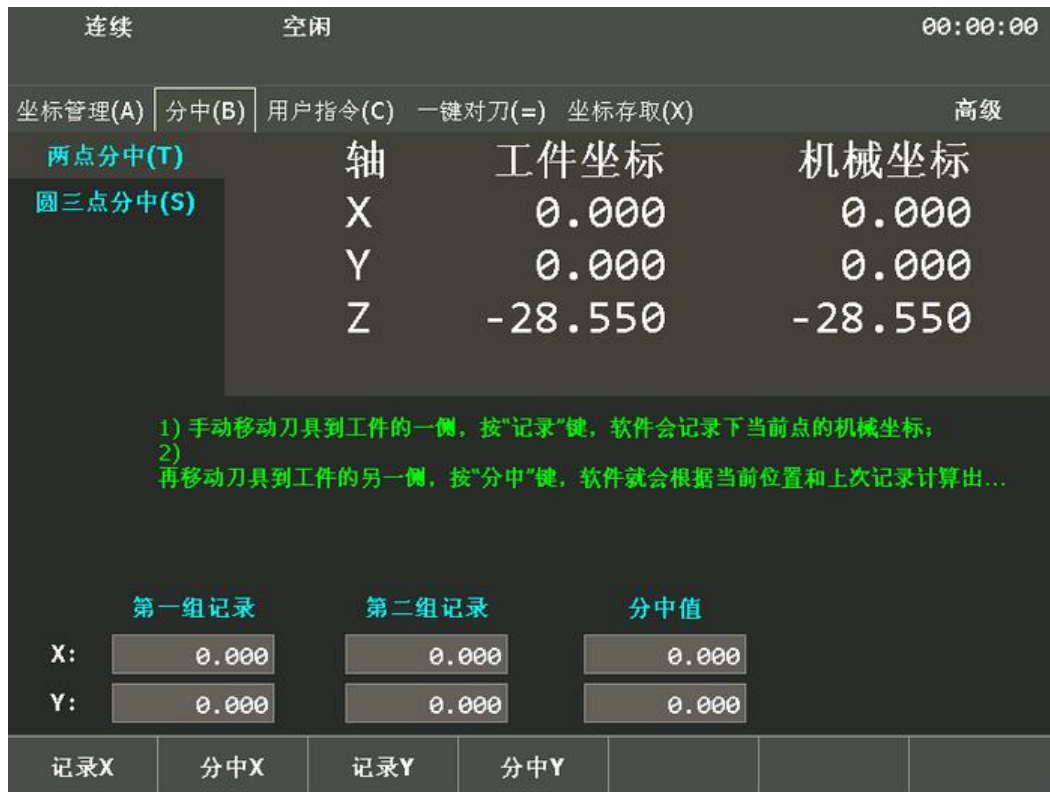 连续 空闲 00:00:00
坐标管理(A) 分中(B) 用户指令(C) 一键对刀(=) 坐标存取(X) 高级
两点分中(T)
圆三点分中(S)
轴 工件坐标 机械坐标
X 0.000 0.000
Y 0.000 0.000
Z -28.550 -28.550
1) 手动移动刀具到工件的一侧，按"记录"键，软件会记录下当前点的机械坐标；
2)
再移动刀具到工件的另一侧，按"分中"键，软件就会根据当前位置和上次记录计算出...
第一组记录 第二组记录 分中值
X: 0.000 0.000 0.000
Y: 0.000 0.000 0.000
记录X 分中X 记录Y 分中Y